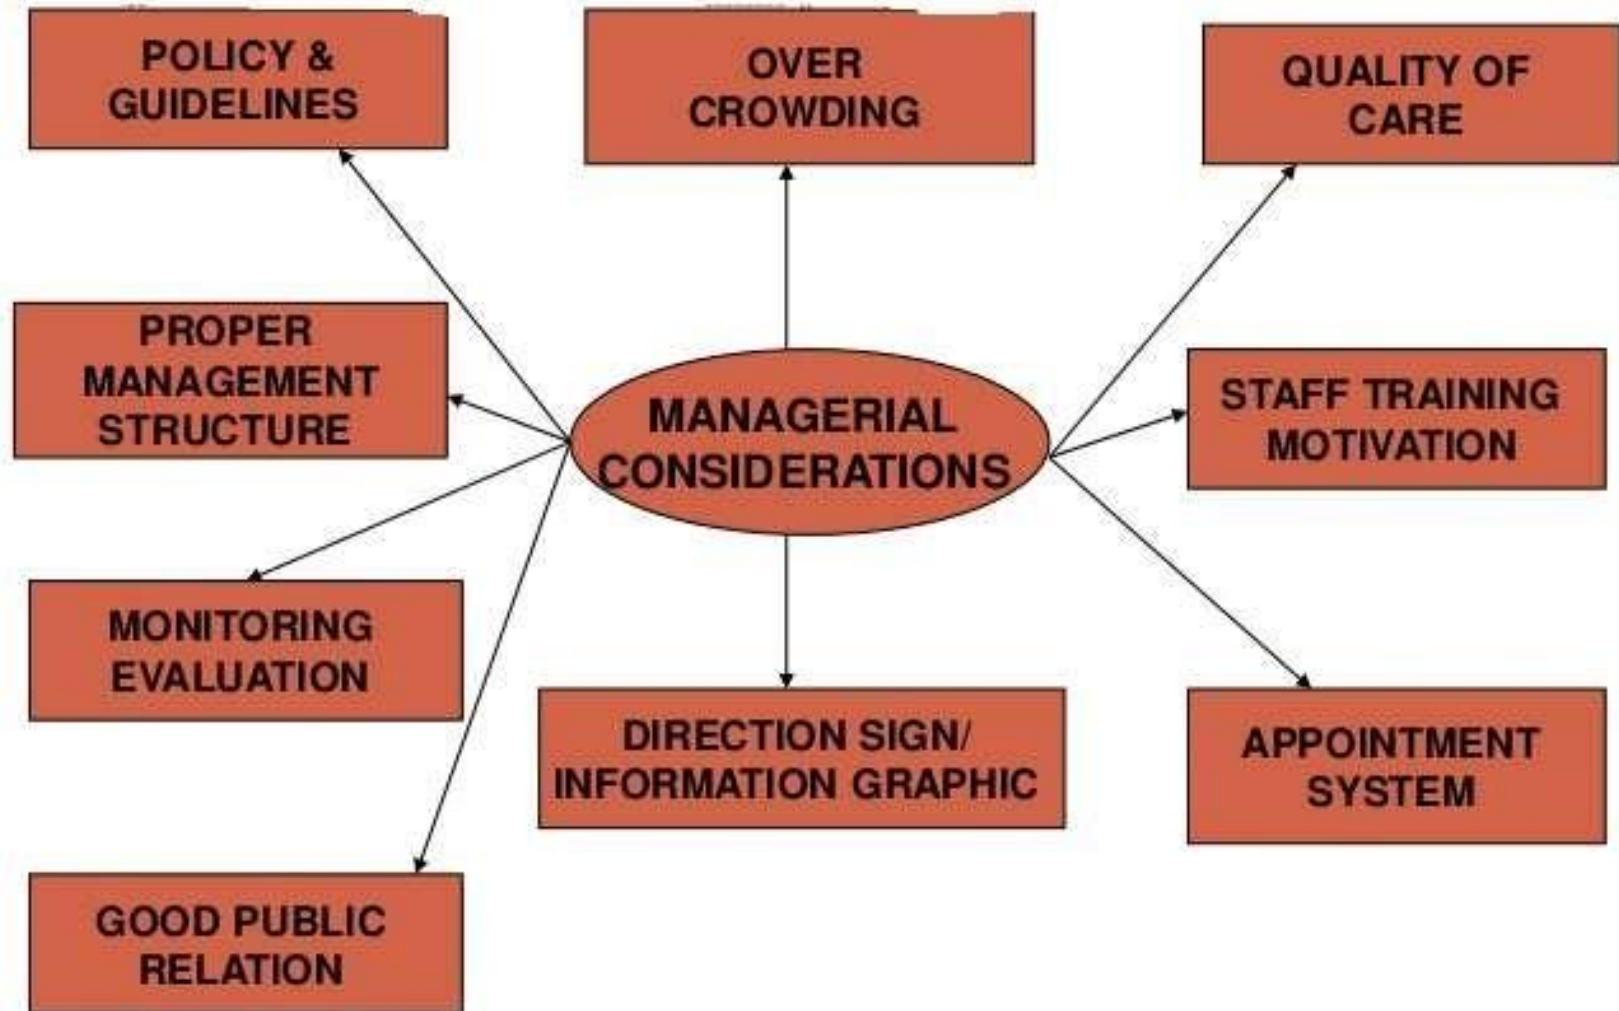 POLICY &
GUIDELINES
OVER
CROWDING
QUALITY OF
CARE
PROPER
MANAGEMENT
STRUCTURE
MANAGERIAL
CONSIDERATIONS
STAFF TRAINING
MOTIVATION
MONITORING
EVALUATION
DIRECTION SIGN/
INFORMATION GRAPHIC
APPOINTMENT
SYSTEM
GOOD PUBLIC
RELATION